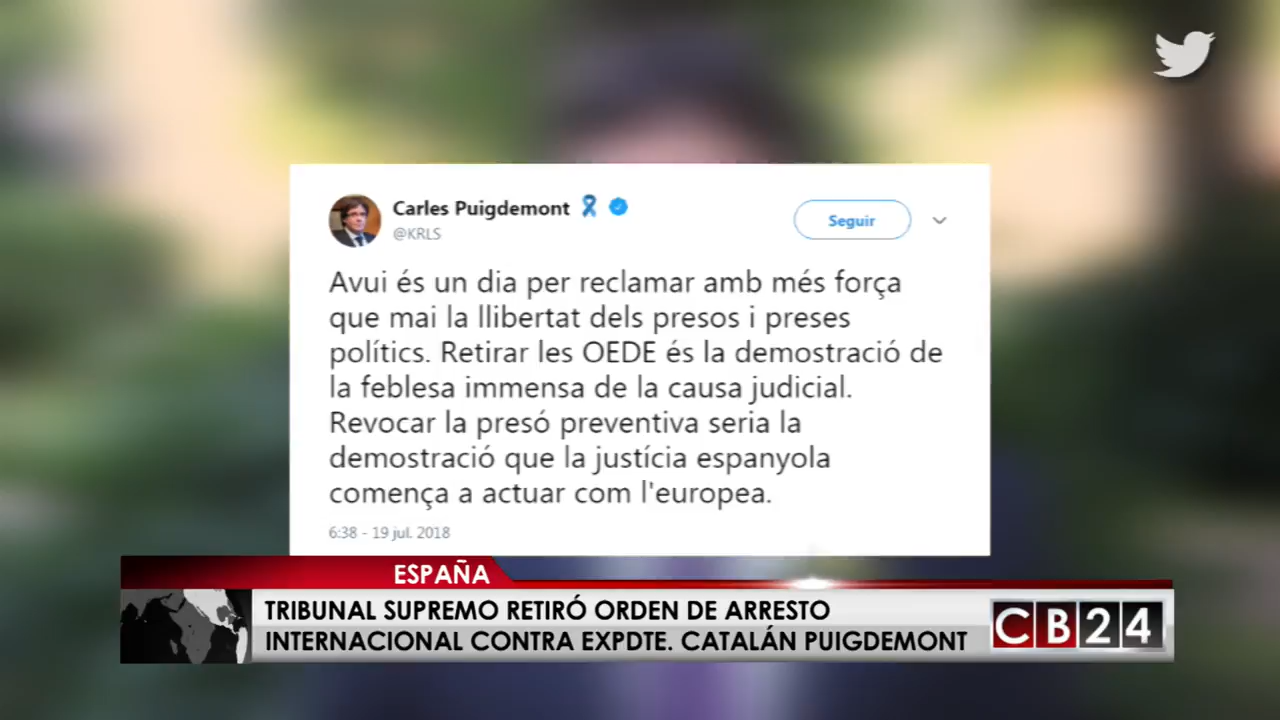 Carles Puigdemont
@KRLS
Seguir
Avui és un dia per reclamar amb més força
que mai la llibertat dels presos i preses
polítics. Retirar les OEDE és la demostració de
la feblesa immensa de la causa judicial.
Revocar la presó preventiva seria la
demostració que la justícia espanyola
comença a actuar com l'europea.
6:38 - 19 jul. 2018
ESPAÑA
TRIBUNAL SUPREMO RETIRÓ ORDEN DE ARRESTO
INTERNACIONAL CONTRA EXPDTE. CATALÁN PUIGDEMONT
CB24